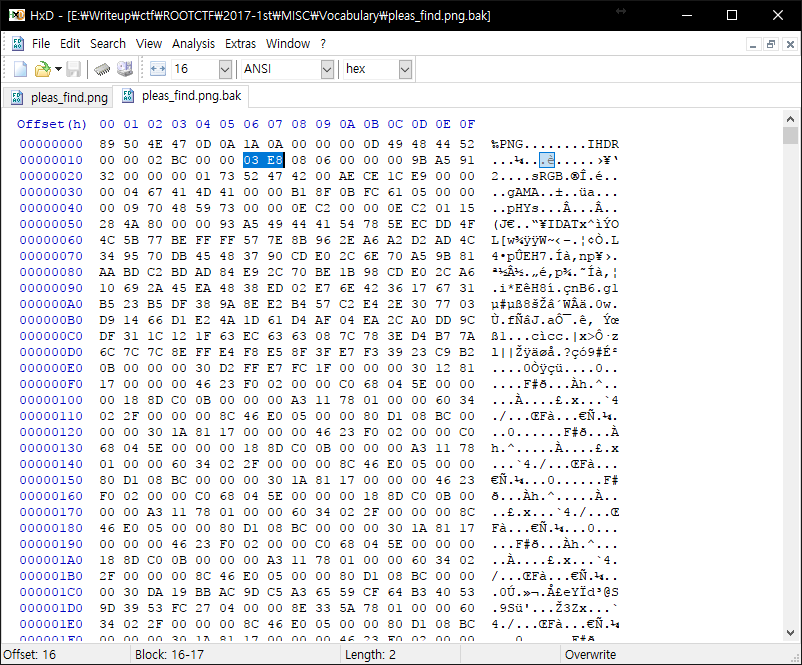 HxD - [E:₩Writeup₩ctf₩ROOTCTF₩2017-1st₩MISC₩Vocabulary₩pleas_find.png.bak]
File Edit Search View Analysis Extras Window ?
16 ANSI hex
pleas_find.png pleas_find.png.bak
Offset(h) 00 01 02 03 04 05 06 07 08 09 0A 0B 0C 0D 0E 0F
00000000 89 50 4E 47 0D 0A 1A 0A 00 00 00 0D 49 48 44 52 ‰PNG........IHDR
00000010 00 00 02 BC 00 00 03 E8 08 06 00 00 00 9B A5 91 ...¼...è.....›¥‘
00000020 32 00 00 00 01 73 52 47 42 00 AE CE 1C E9 00 00 2....sRGB.®Î.é..
00000030 00 04 67 41 4D 41 00 00 B1 8F 0B FC 61 05 00 00 ..gAMA..±..üa...
00000040 00 09 70 48 59 73 00 00 0E C2 00 00 0E C2 01 15 ..pHYs...Â...Â..
00000050 28 4A 80 00 00 93 A5 49 44 41 54 78 5E EC DD 4F (J€..“¥IDATx^ìÝO
00000060 4C 5B 77 BE FF FF 57 7E 8B 96 2E A6 A2 D2 AD 4C L[w¾ÿÿW~‹–.¦¢Ò.L
00000070 34 95 70 DB 45 48 37 90 CD E0 2C 6E 70 A5 9B 81 4•pÛEH7.Íà,np¥›.
00000080 AA BD C2 BD AD 84 E9 2C 70 BE 1B 98 CD E0 2C A6 ª½Â½.„é,p¾.˜Íà,¦
00000090 10 69 2A 45 EA 48 38 ED 02 E7 6E 42 36 17 67 31 .i*EêH8í.çnB6.g1
000000A0 B5 23 B5 DF 38 9A 8E E2 B4 57 C2 E4 2E 30 77 03 µ#µß8šŽâ´WÂä.0w.
000000B0 D9 14 66 D1 E2 4A 1D 61 D4 AF 04 EA 2C A0 DD 9C Ù.fÑâJ.aÔ¯.ê, Ýœ
000000C0 DF 31 1C 12 1F 63 EC 63 63 08 7C 78 3E D4 B7 7A ß1...cìcc.|x>Ô·z
000000D0 6C 7C 7C 8E FF E4 F8 E5 8F 3F E7 F3 39 23 C9 B2 l||Žÿäøå.?çó9#É²
000000E0 0B 00 00 00 30 D2 FF E7 FC 1F 00 00 00 30 12 81 ....0Òÿçü....0..
000000F0 17 00 00 00 46 23 F0 02 00 00 00 C0 68 04 5E 00 00 ....F#ð...Àh.^..
00000100 00 18 8D C0 0B 00 00 00 A3 11 78 01 00 00 60 34 ...À....£.x...`4
00000110 02 2F 00 00 00 8C 46 E0 05 00 00 80 D1 08 BC 00 ./...ŒFà...€Ñ.¼.
00000120 00 00 30 1A 81 17 00 00 00 46 23 F0 02 00 00 C0 ..0......F#ð...À
00000130 68 04 5E 00 00 00 18 8D C0 0B 00 00 00 A3 11 78 h.^.....À....£.x
00000140 01 00 00 60 34 02 2F 00 00 00 8C 46 E0 05 00 00 ...`4./...ŒFà...
00000150 80 D1 08 BC 00 00 00 30 1A 81 17 00 00 00 46 23 €Ñ.¼...0......F#
00000160 F0 02 00 00 C0 68 04 5E 00 00 00 18 8D C0 0B 00 ð...Àh.^.....À..
00000170 00 00 A3 11 78 01 00 00 60 34 02 2F 00 00 00 8C ..£.x...`4./...Œ
00000180 46 E0 05 00 00 80 D1 08 BC 00 00 00 30 1A 81 17 Fà...€Ñ.¼...0...
00000190 00 00 00 46 23 F0 02 00 00 C0 68 04 5E 00 00 00 ...F#ð...Àh.^...
000001A0 18 8D C0 0B 00 00 00 A3 11 78 01 00 00 60 34 02 ..À....£.x...`4.
000001B0 2F 00 00 00 8C 46 E0 05 00 00 80 D1 08 BC 00 00 /...ŒFà...€Ñ.¼..
000001C0 00 30 DA 19 BB AC 9D C5 A3 65 59 CF 64 B3 40 53 .0Ú.»¬.Å£eYÏd³@S
000001D0 9D 39 53 FC 27 04 00 00 8E 33 5A 78 01 00 00 60 .9Sü'...Ž3Zx...`
000001E0 34 02 2F 00 00 00 8C 46 E0 05 00 00 80 D1 08 BC 4./...ŒFà...€Ñ.¼
000001F0 00 00 00 30 1A 81 17 00 00 00 46 23 F0 02 00 00 ...0......F#ð...
Offset: 16 Block: 16-17 Length: 2 Overwrite